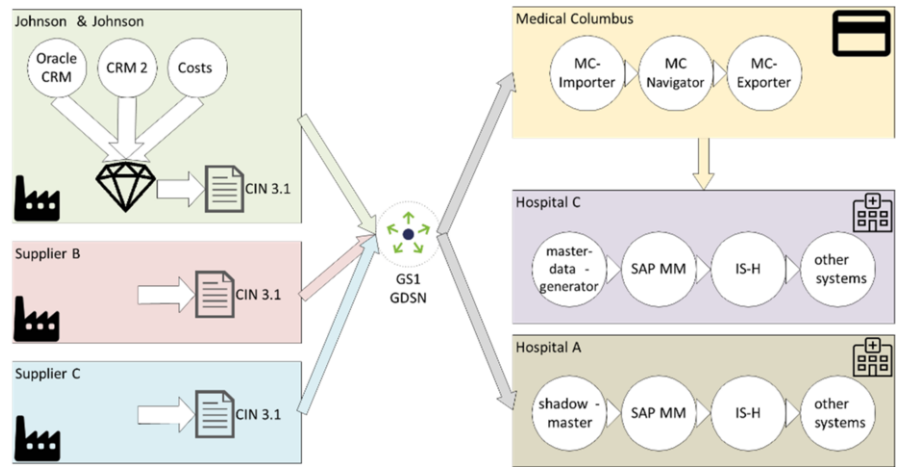 Johnson & Johnson
Oracle
CRM
CRM 2
Costs
CIN 3.1
Supplier B
CIN 3.1
Supplier C
CIN 3.1
GS1
GDSN
Medical Columbus
MC-
Importer
MC
Navigator
MC-
Exporter
Hospital C
master-
data -
generator
SAP MM
IS-H
other
systems
Hospital A
shadow -
master
SAP MM
IS-H
other
systems